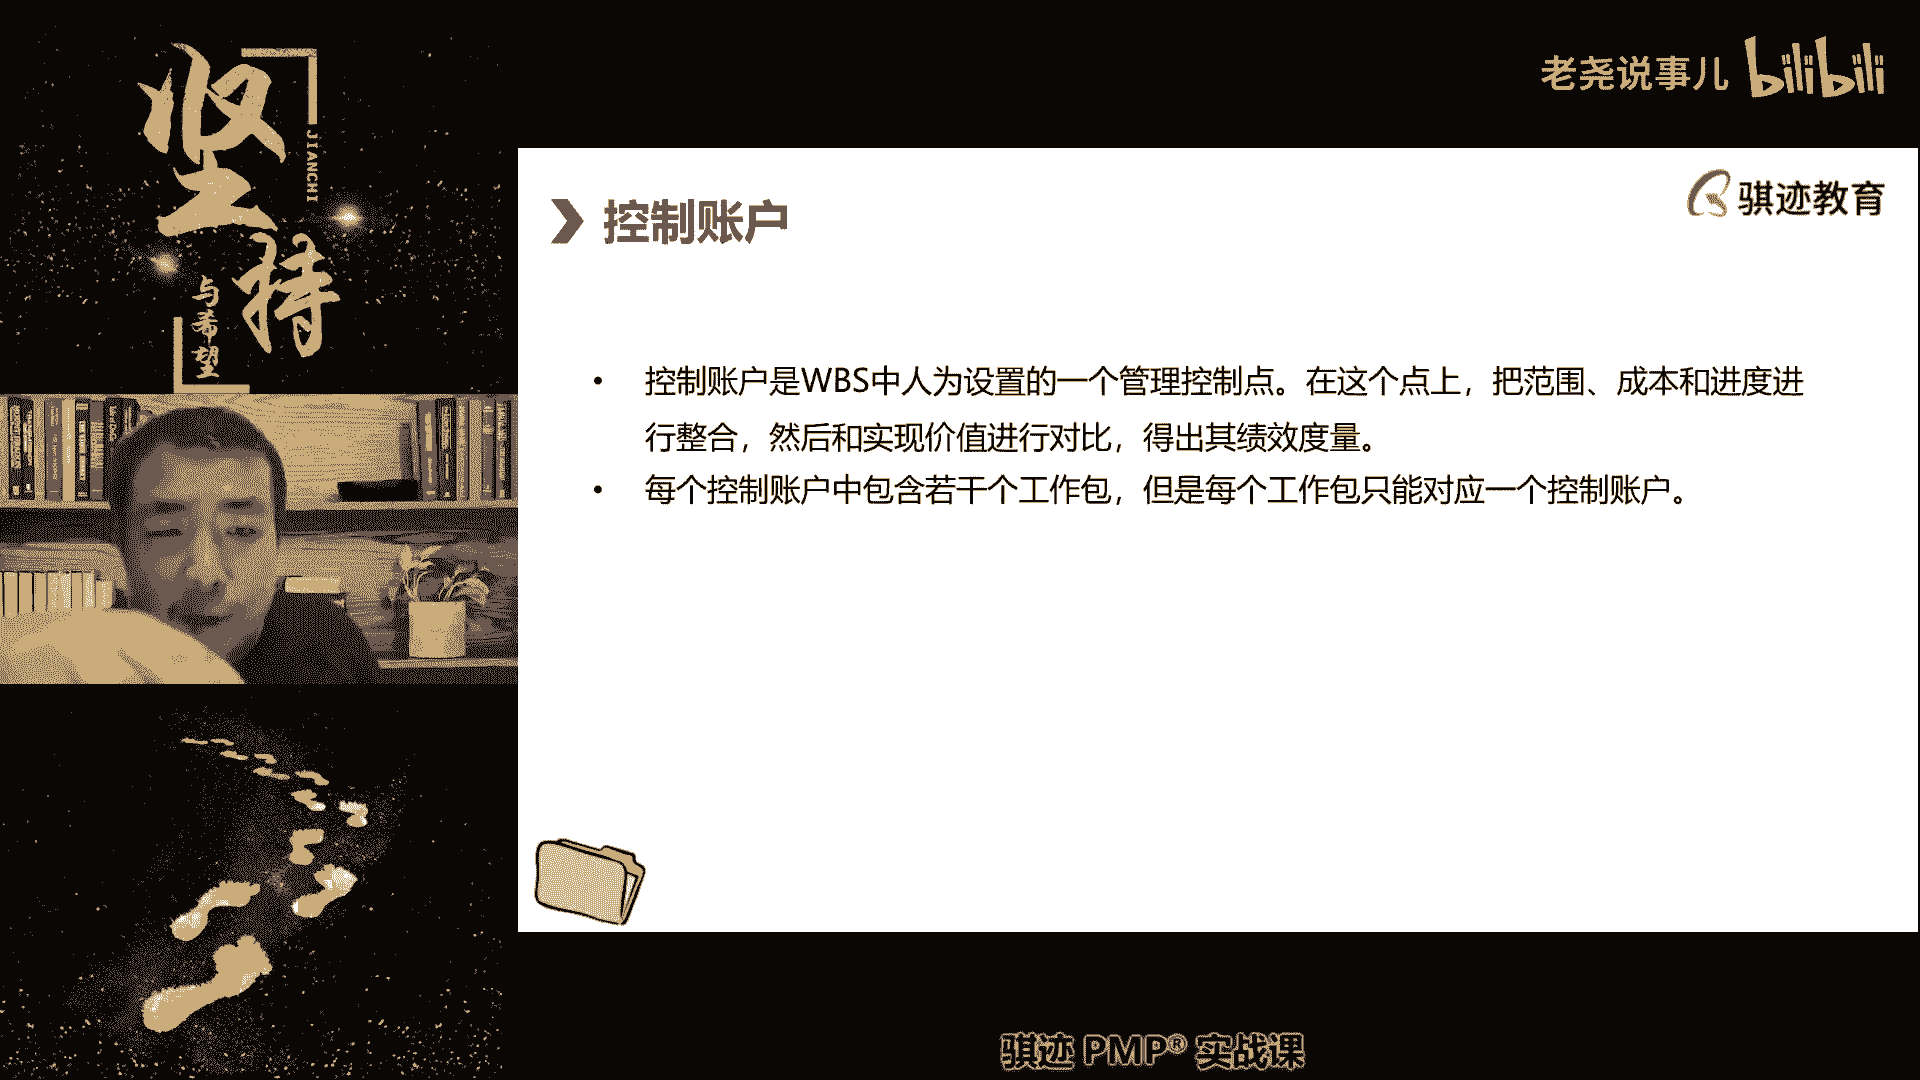 坚持
JIANCHI
与希望
老尧说事儿 bilibili
骐迹教育
控制账户
• 控制账户是WBS中人为设置的一个管理控制点。在这个点上，把范围、成本和进度进
行整合，然后和实现价值进行对比，得出其绩效度量。
• 每个控制账户中包含若干个工作包，但是每个工作包只能对应一个控制账户。
骐迹 PMP® 实战课